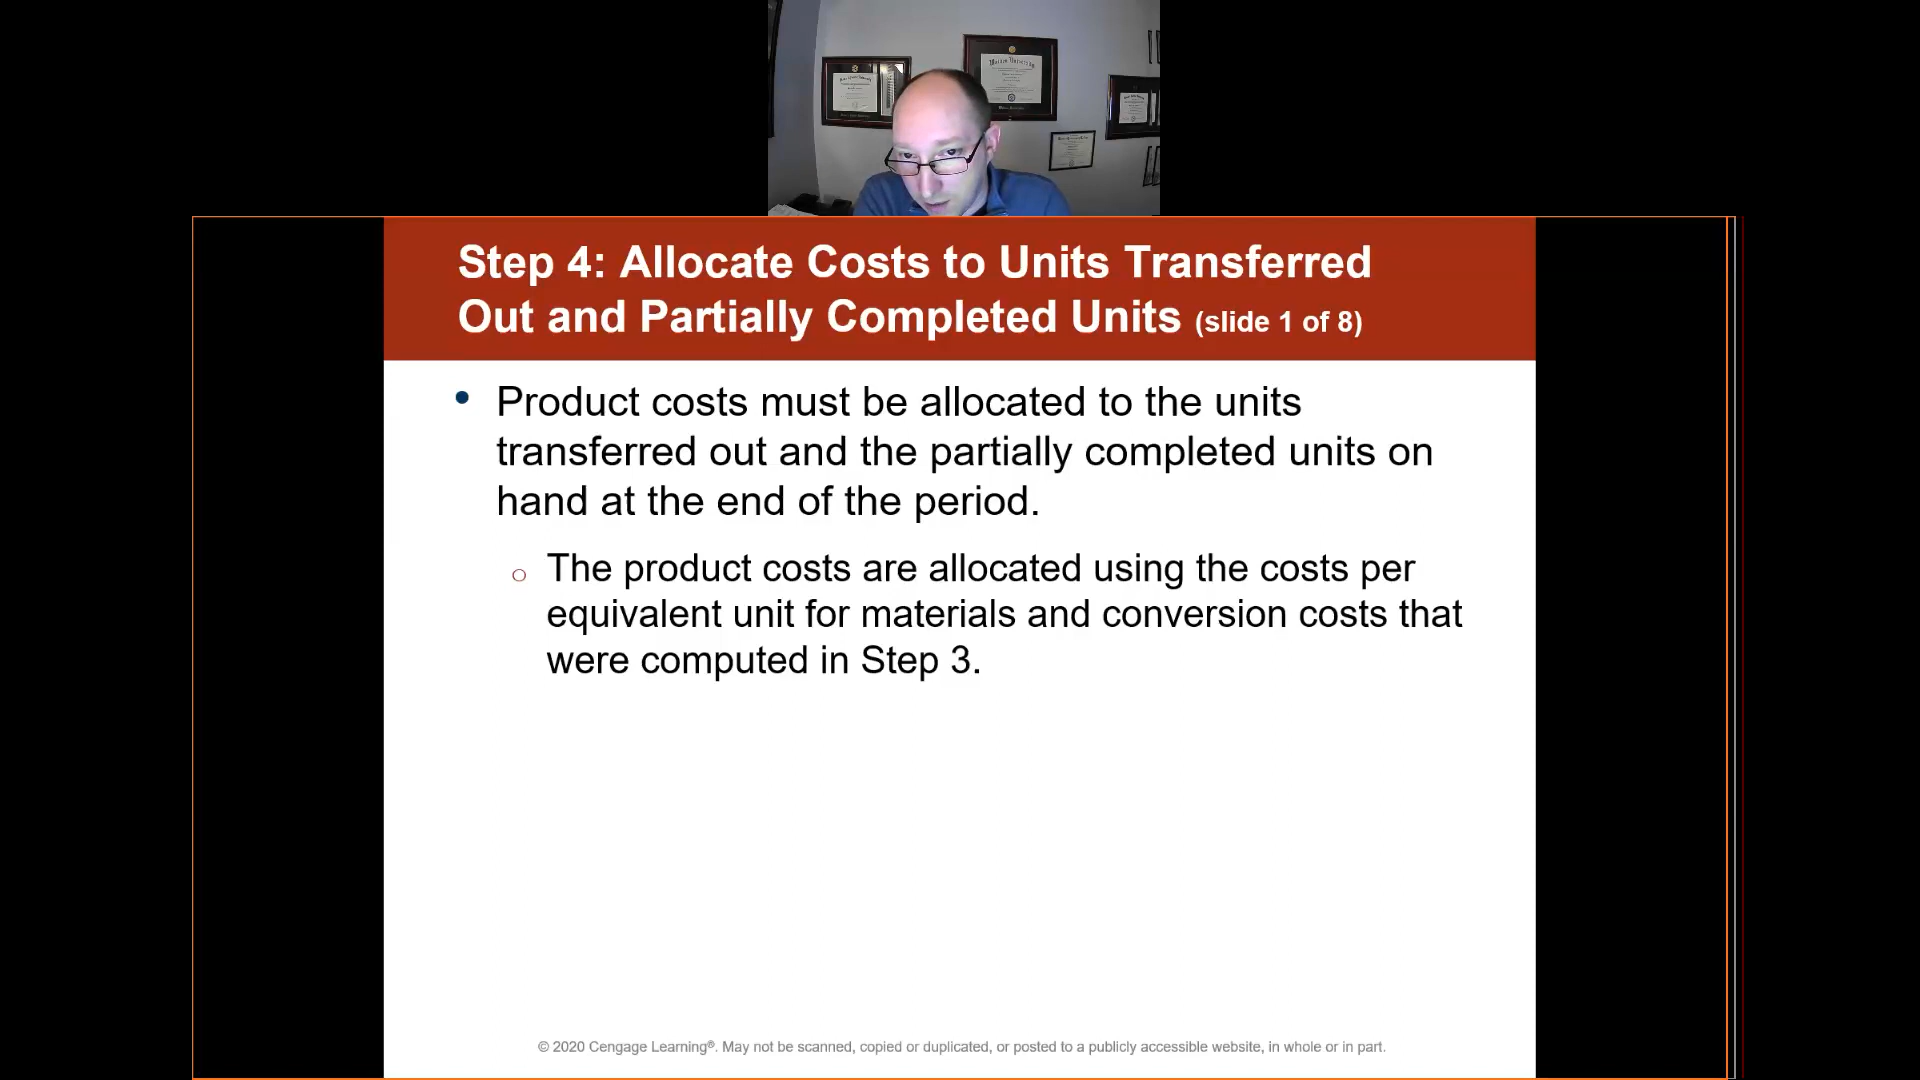 Step 4: Allocate Costs to Units Transferred
Out and Partially Completed Units (slide 1 of 8)
• Product costs must be allocated to the units
transferred out and the partially completed units on
hand at the end of the period.
○ The product costs are allocated using the costs per
equivalent unit for materials and conversion costs that
were computed in Step 3.
© 2020 Cengage Learning®. May not be scanned, copied or duplicated, or posted to a publicly accessible website, in whole or in part.